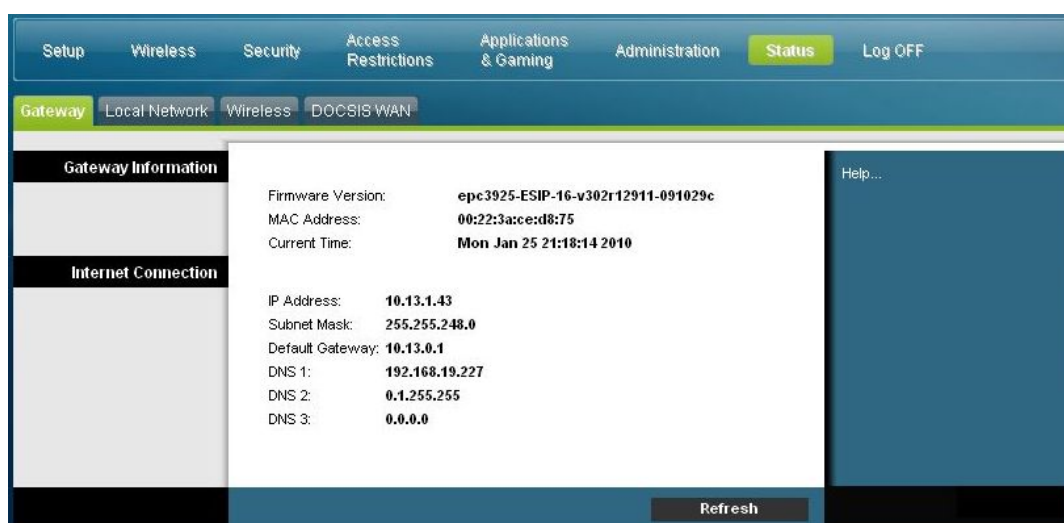 Setup Wireless Security Access Restrictions Applications & Gaming Administration Status Log OFF
Gateway Local Network Wireless DOCSIS WAN
Gateway Information
Help...
Firmware Version: epc3925-ESIP-16-v302r12911-091029c
MAC Address: 00:22:3a:ce:d8:75
Current Time: Mon Jan 25 21:18:14 2010
Internet Connection
IP Address: 10.13.1.43
Subnet Mask: 255.255.248.0
Default Gateway: 10.13.0.1
DNS 1: 192.168.19.227
DNS 2: 0.1.255.255
DNS 3: 0.0.0.0
Refresh